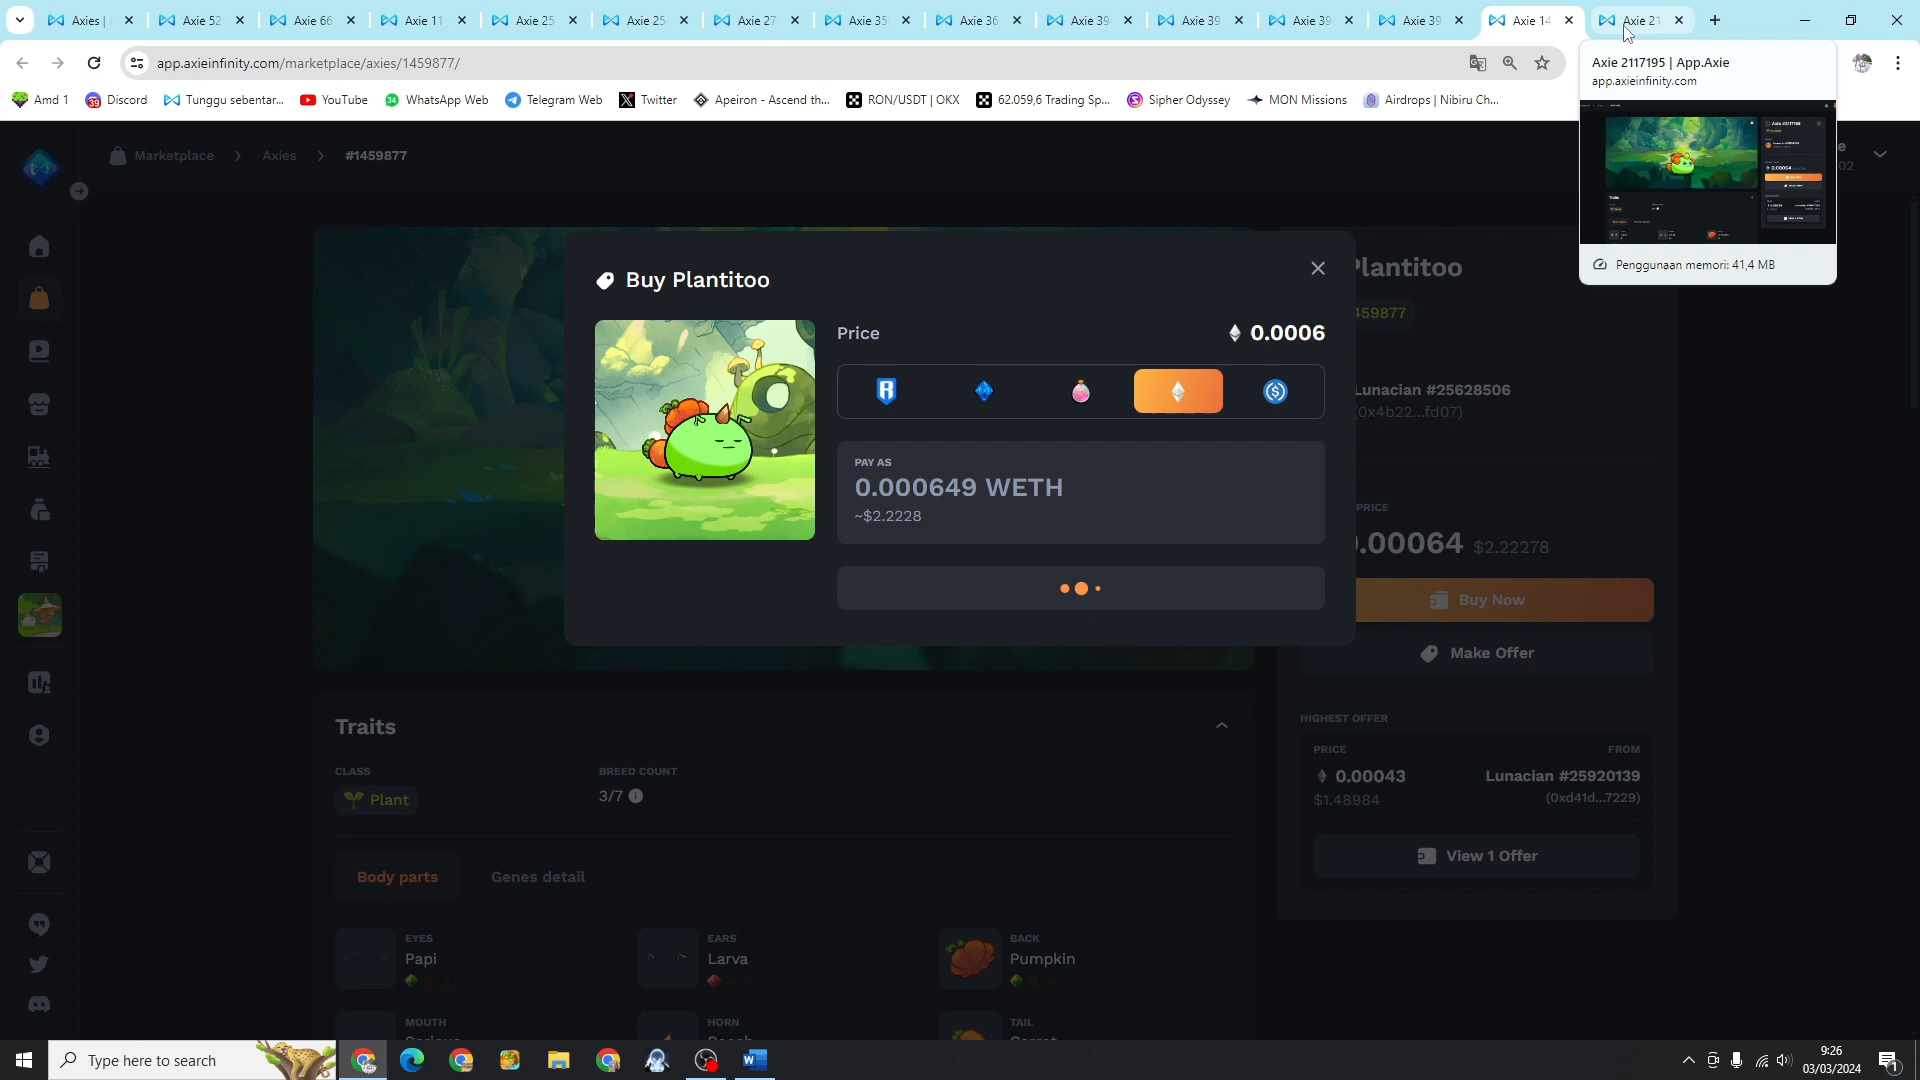 Axies |
Axie 52
Axie 66
Axie 11
Axie 25
Axie 25
Axie 27
Axie 35
Axie 36
Axie 39
Axie 39
Axie 39
Axie 39
Axie 14
Axie 21
app.axieinfinity.com/marketplace/axies/1459877/
Axie 2117195 | App.Axie
app.axieinfinity.com
Penggunaan memori: 41,4 MB
Amd 1
Discord
Tunggu sebentar...
YouTube
WhatsApp Web
Telegram Web
Twitter
Apeiron - Ascend th...
RON/USDT | OKX
62.059,6 Trading Sp...
Sipher Odyssey
MON Missions
Airdrops | Nibiru Ch...
Marketplace
Axies
#1459877
Buy Plantitoo
Price
0.0006
PAY AS
0.000649 WETH
~$2.2228
Plantitoo
459877
Lunacian #25628506
(0x4b22...fd07)
PRICE
0.00064 $2.22278
Buy Now
Make Offer
HIGHEST OFFER
PRICE
FROM
0.00043
Lunacian #25920139
$1.48984
(0xd41d...7229)
View 1 Offer
Traits
CLASS
BREED COUNT
Plant
3/7
Body parts
Genes detail
EYES
Papi
EARS
Larva
BACK
Pumpkin
MOUTH
HORN
TAIL
Type here to search
9:26
03/03/2024